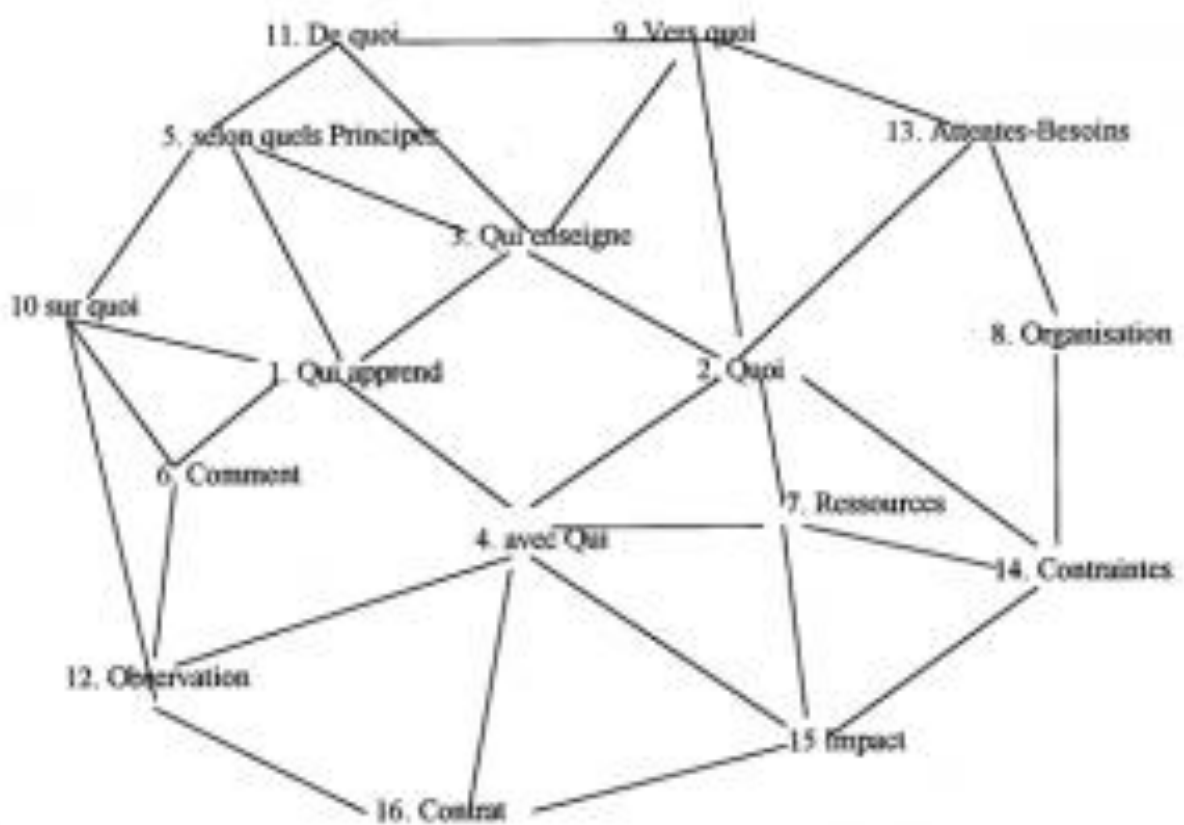 11. De quoi
9. Vers quoi
5. selon quels Principes
13. Attentes-Besoins
3. Qui enseigne
10 sur quoi
8. Organisation
1. Qui apprend
2. Quoi
6. Comment
7. Ressources
4. avec Qui
14. Contraintes
12. Observation
15 Impact
16. Contrat